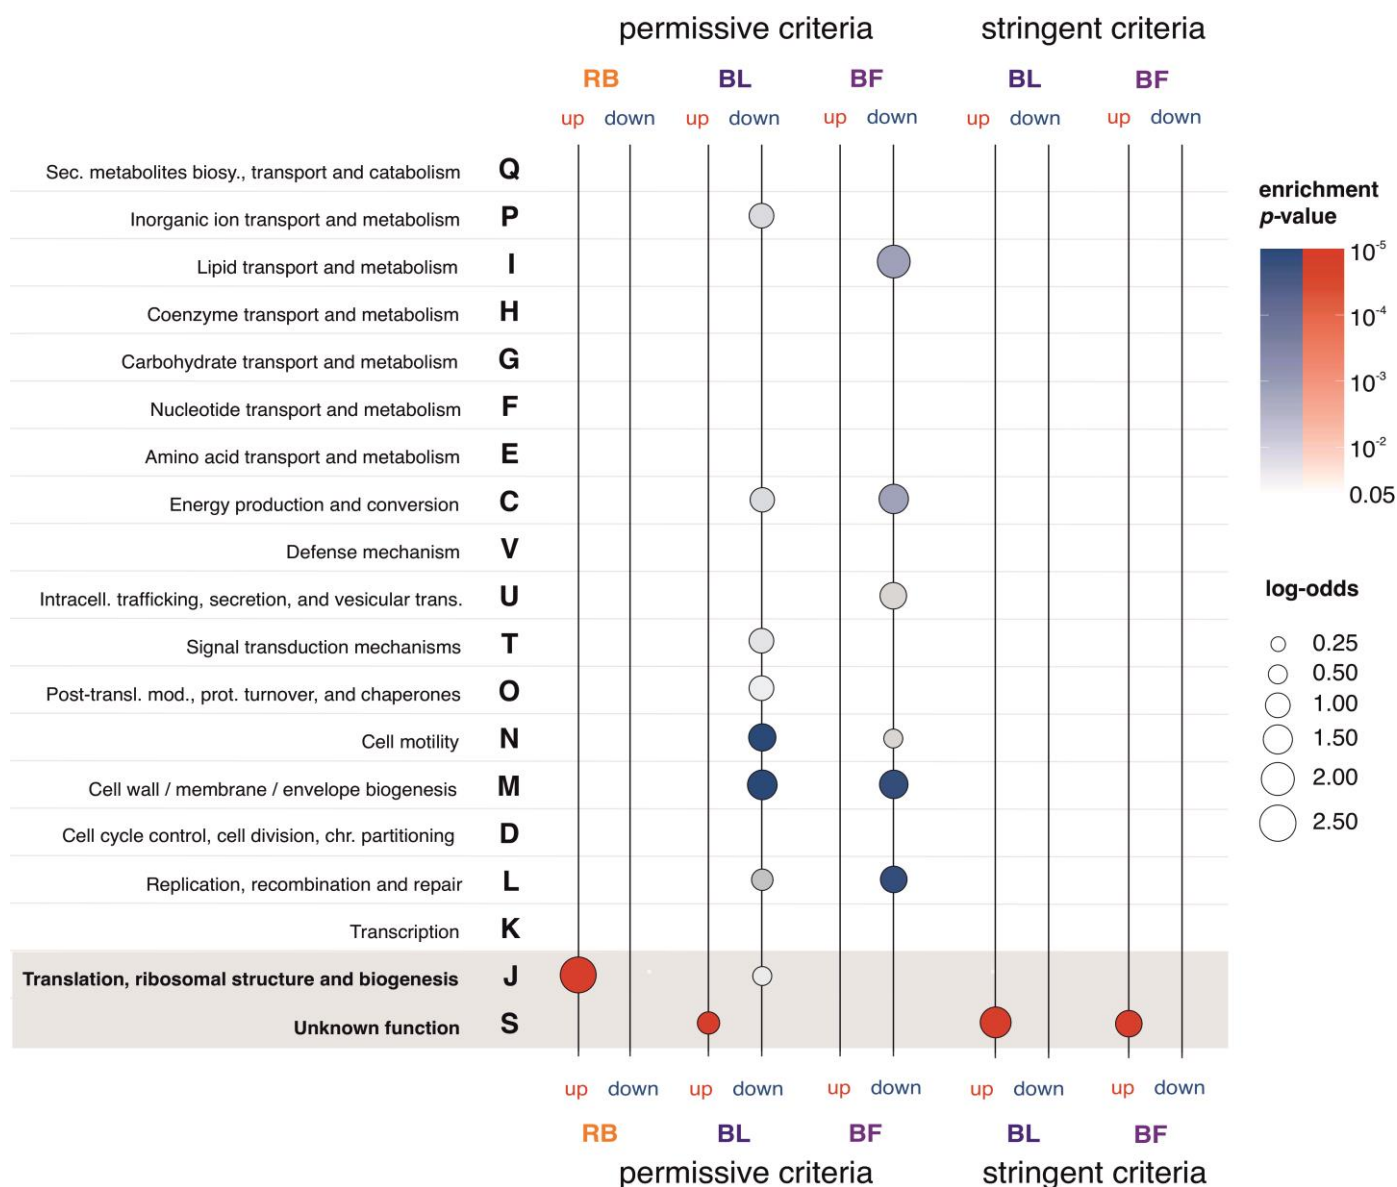 permissive criteria stringent criteria
RB BL BF BL BF
up down up down up down up down up down
Sec. metabolites biosy., transport and catabolism Q
Inorganic ion transport and metabolism P
Lipid transport and metabolism I
Coenzyme transport and metabolism H
Carbohydrate transport and metabolism G
Nucleotide transport and metabolism F
Amino acid transport and metabolism E
Energy production and conversion C
Defense mechanism V
Intracell. trafficking, secretion, and vesicular trans. U
Signal transduction mechanisms T
Post-transl. mod., prot. turnover, and chaperones O
Cell motility N
Cell wall / membrane / envelope biogenesis M
Cell cycle control, cell division, chr. partitioning D
Replication, recombination and repair L
Transcription K
Translation, ribosomal structure and biogenesis J
Unknown function S
up down up down up down up down up down
RB BL BF BL BF
permissive criteria stringent criteria
enrichment
p-value
10⁻⁵
10⁻⁴
10⁻³
10⁻²
0.05
log-odds
0.25
0.50
1.00
1.50
2.00
2.50